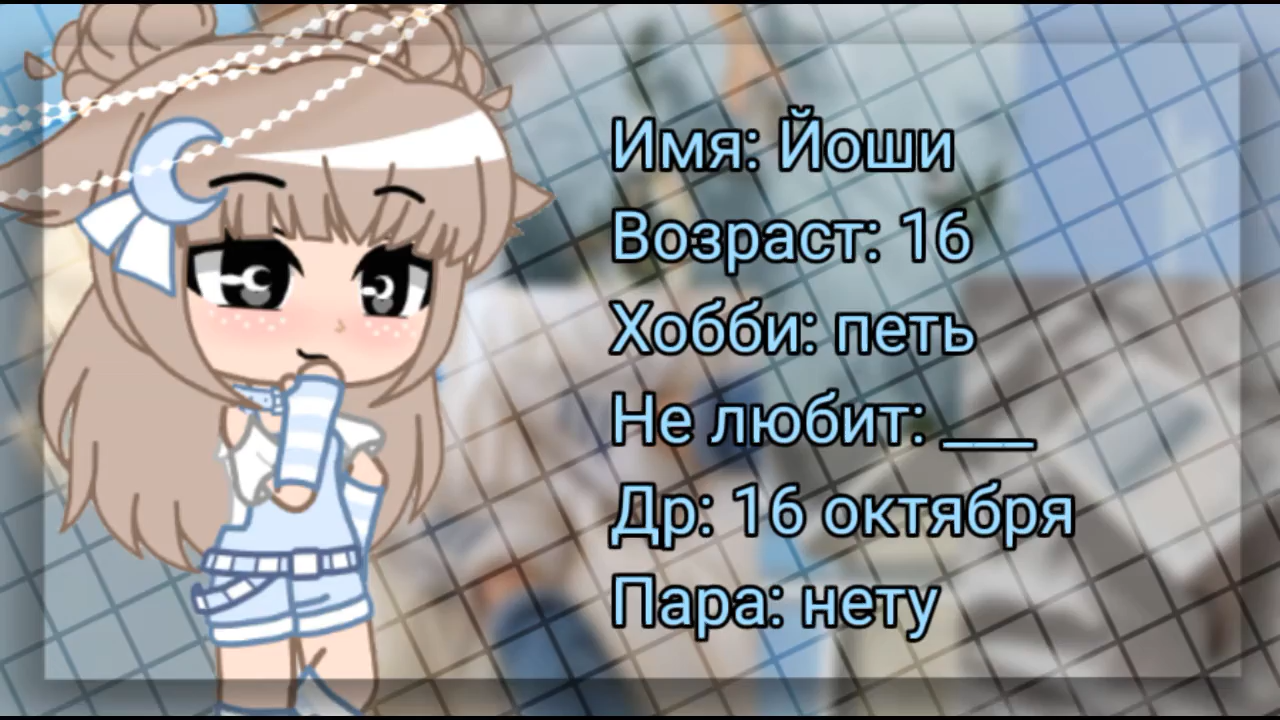 Имя: Йоши
Возраст: 16
Хобби: петь
Не любит: ___
Др: 16 октября
Пара: нету